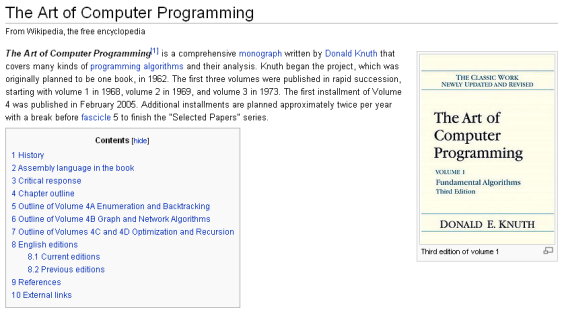 The Art of Computer Programming
From Wikipedia, the free encyclopedia
The Art of Computer Programming[1] is a comprehensive monograph written by Donald Knuth that
covers many kinds of programming algorithms and their analysis. Knuth began the project, which was
originally planned to be one book, in 1962. The first three volumes were published in rapid succession,
starting with volume 1 in 1968, volume 2 in 1969, and volume 3 in 1973. The first installment of Volume
4 was published in February 2005. Additional installments are planned approximately twice per year
with a break before fascicle 5 to finish the "Selected Papers" series.
Contents [hide]
1 History
2 Assembly language in the book
3 Critical response
4 Chapter outline
5 Outline of Volume 4A Enumeration and Backtracking
6 Outline of Volume 4B Graph and Network Algorithms
7 Outline of Volumes 4C and 4D Optimization and Recursion
8 English editions
8.1 Current editions
8.2 Previous editions
9 References
10 External links
THE CLASSIC WORK
NEWLY UPDATED AND REVISED
The Art of
Computer
Programming
VOLUME 1
Fundamental Algorithms
Third Edition
DONALD E. KNUTH
Third edition of volume 1